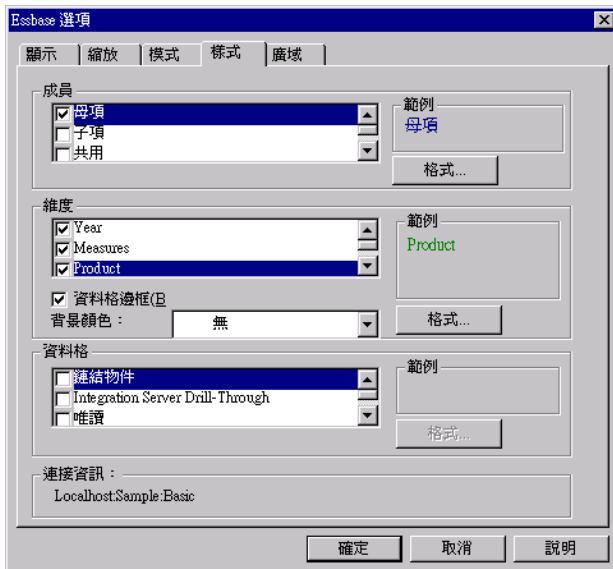 Essbase 選項
顯示 縮放 模式 樣式 廣域
成員
母項
子項
共用
範例
母項
格式...
維度
Year
Measures
Product
資料格邊框(B
背景顏色： 無
範例
Product
格式...
資料格
鏈結物件
Integration Server Drill-Through
唯讀
範例
格式...
連接資訊：
Localhost:Sample:Basic
確定 取消 說明